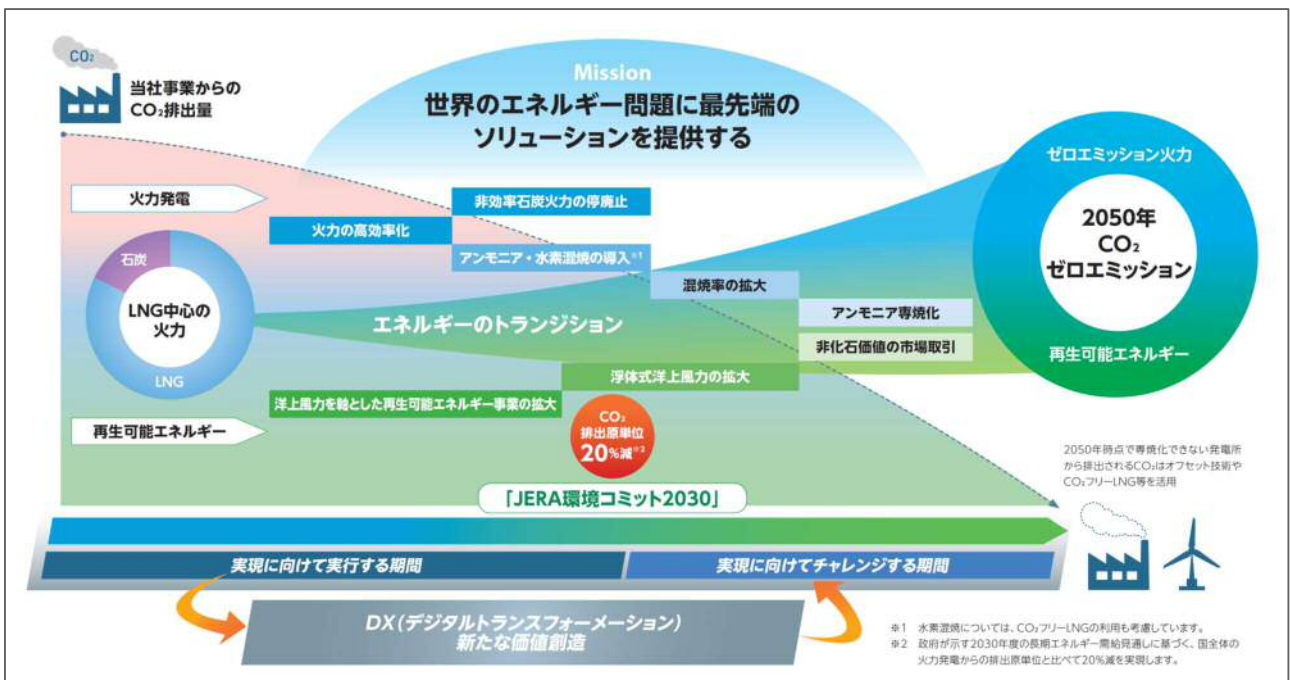 CO₂
当社事業からの
CO₂排出量
Mission
世界のエネルギー問題に最先端の
ソリューションを提供する
火力発電
火力の高効率化
非効率石炭火力の停廃止
アンモニア・水素混焼の導入※1
混焼率の拡大
アンモニア専焼化
非化石価値の市場取引
石炭
LNG中心の
火力
LNG
エネルギーのトランジション
浮体式洋上風力の拡大
洋上風力を軸とした再生可能エネルギー事業の拡大
再生可能エネルギー
CO₂
排出原単位
20%減※2
ゼロエミッション火力
2050年
CO₂
ゼロエミッション
再生可能エネルギー
2050年時点で専焼化できない発電所
から排出されるCO₂はオフセット技術や
CO₂フリーLNG等を活用
「JERA環境コミット2030」
実現に向けて実行する期間
実現に向けてチャレンジする期間
DX(デジタルトランスフォーメーション)
新たな価値創造
※1 水素混焼については、CO₂フリーLNGの利用も考慮しています。
※2 政府が示す2030年度の長期エネルギー需給見通しに基づく、国全体の
火力発電からの排出原単位と比べて20%減を実現します。